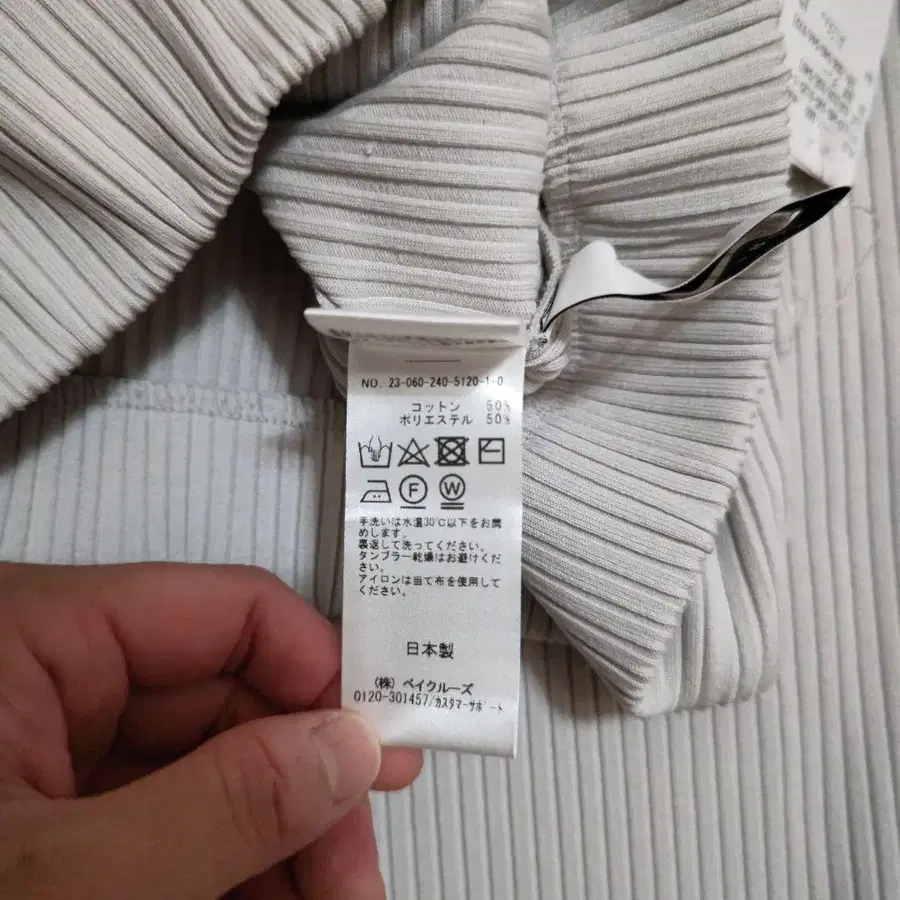 NO. 23-060-240-5120-1-0
コットン 50%
ポリエステル 50%
F W
手洗いは水温30℃以下をお薦
めします。
裏返して洗ってください。
タンブラー乾燥はお避けくだ
さい。
アイロンは当て布を使用して
ください。
日本製
(株) ベイクルーズ
0120-301457/カスタマーサポート